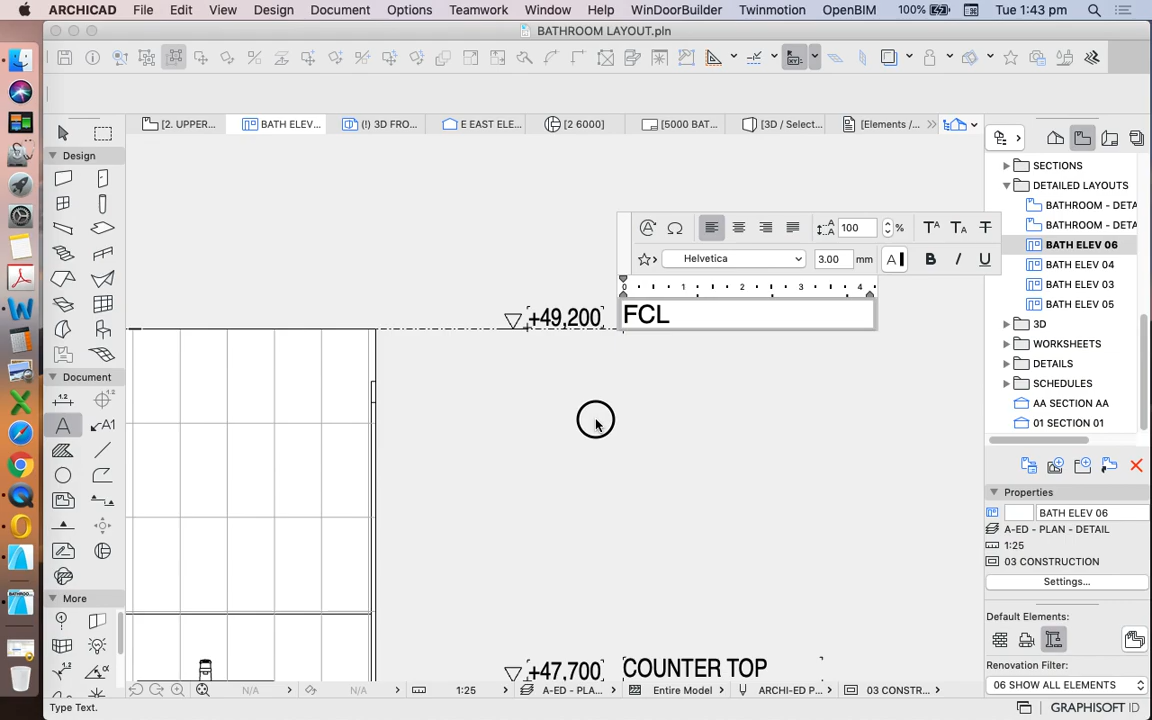 ARCHICAD File Edit View Design Document Options Teamwork Window Help WinDoorBuilder Twinmotion OpenBIM 100% Tue 1:43 pm
BATHROOM LAYOUT.pln
[2. UPPER... BATH ELEV... (!) 3D FRO... E EAST ELE... [2 6000] [5000 BAT... [3D / Select... [Elements /...
Design
Document
More
100 %
Helvetica 3.00 mm
0 1 2 3 4
FCL
+49,200
+47,700 COUNTER TOP
SECTIONS
DETAILED LAYOUTS
BATHROOM - DETA
BATHROOM - DETA
BATH ELEV 06
BATH ELEV 04
BATH ELEV 03
BATH ELEV 05
3D
WORKSHEETS
DETAILS
SCHEDULES
AA SECTION AA
01 SECTION 01
Properties
BATH ELEV 06
A-ED - PLAN - DETAIL
1:25
03 CONSTRUCTION
Settings...
Default Elements:
Renovation Filter:
06 SHOW ALL ELEMENTS
N/A N/A 1:25 A-ED - PLA... Entire Model ARCHI-ED P... 03 CONSTR...
Type Text.
GRAPHISOFT ID